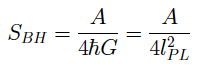 S_{BH} = \frac{A}{4\hbar G} = \frac{A}{4l_{PL}^2}